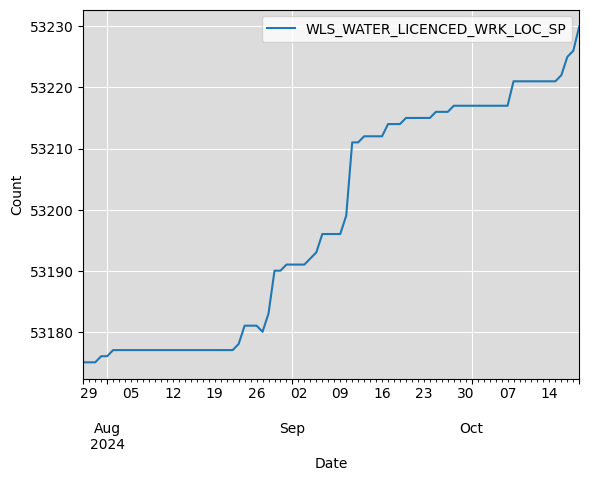 WLS_WATER_LICENCED_WRK_LOC_SP
53230
53220
53210
53200
53190
53180
Count
29 05 12 19 26 02 09 16 23 30 07 14
Aug Sep Oct
2024
Date